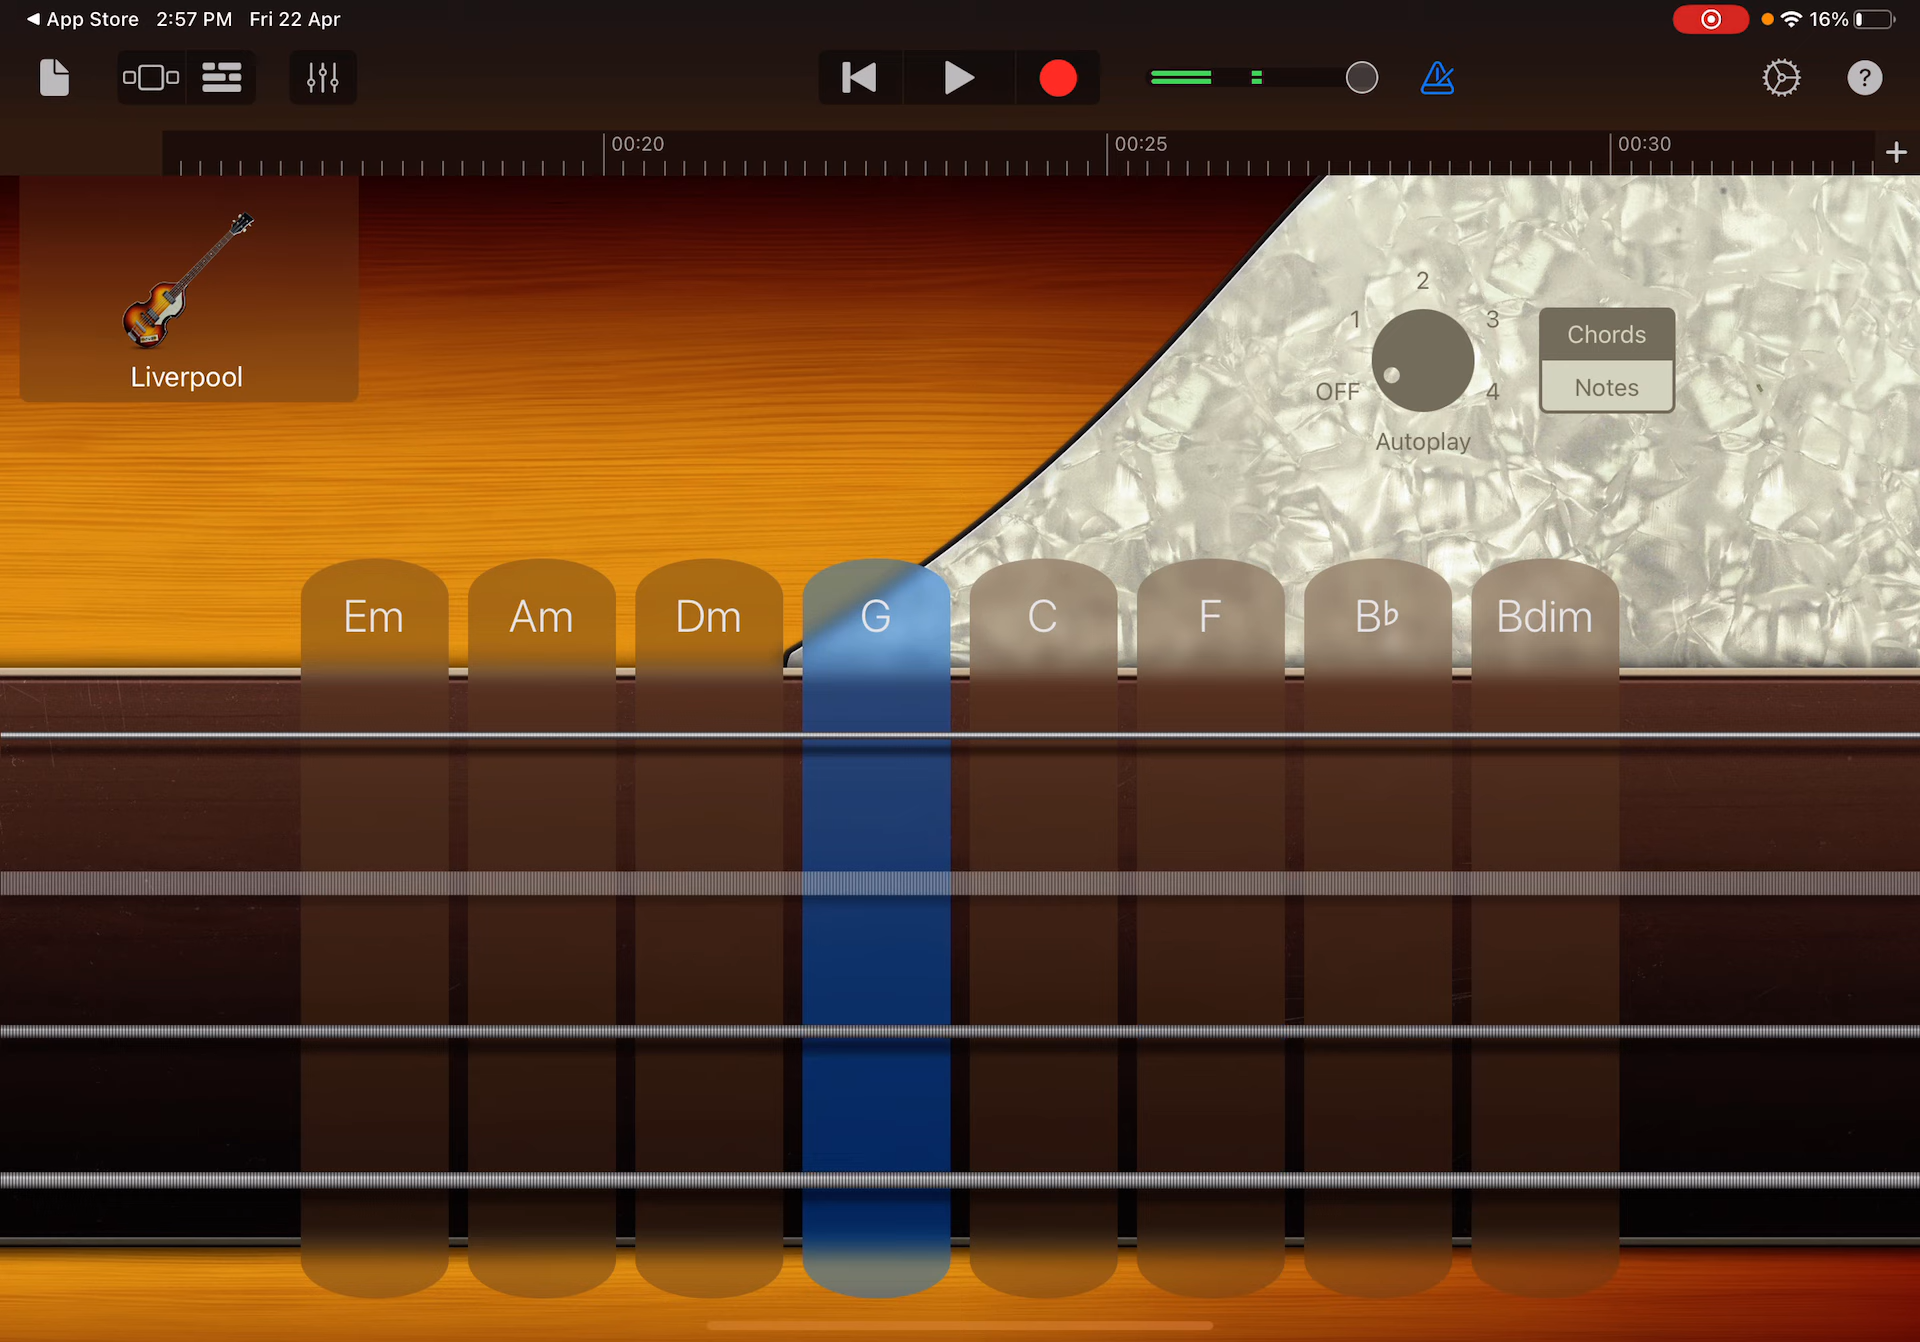 ◀ App Store 2:57 PM Fri 22 Apr 16%
?
00:20 00:25 00:30
Liverpool
OFF 1 2 3 4
Autoplay
Chords
Notes
Em Am Dm G C F B♭ Bdim